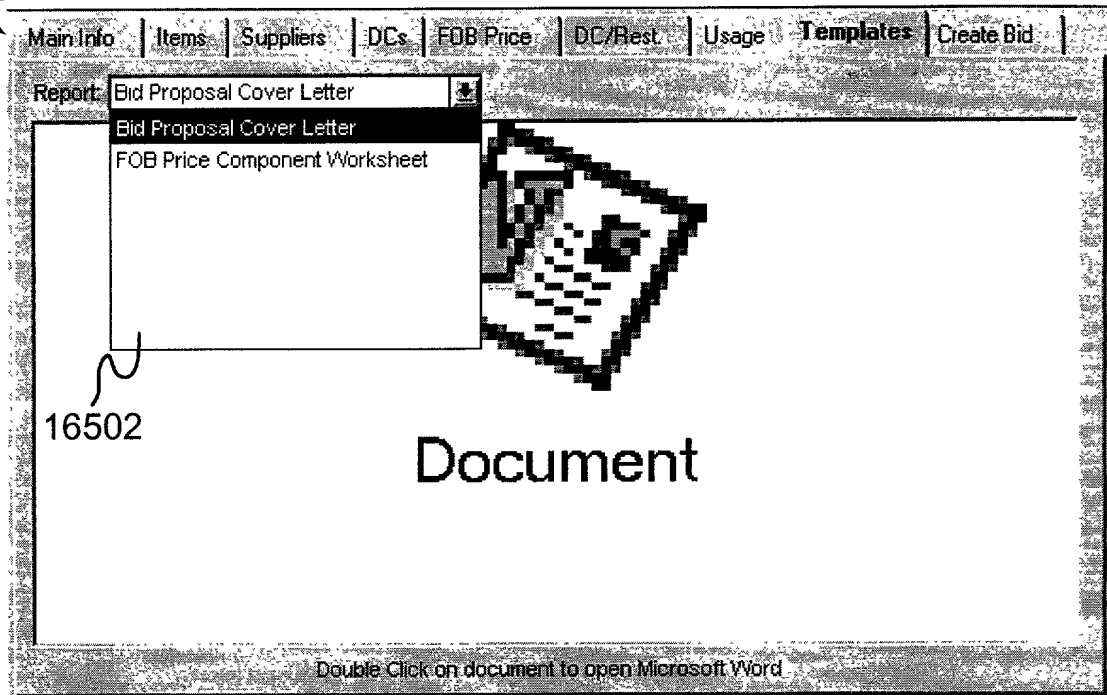 Main Info Items Suppliers DCs FOB Price DC/Rest. Usage Templates Create Bid
Report: Bid Proposal Cover Letter
Bid Proposal Cover Letter
FOB Price Component Worksheet
16502
Document
Double Click on document to open Microsoft Word